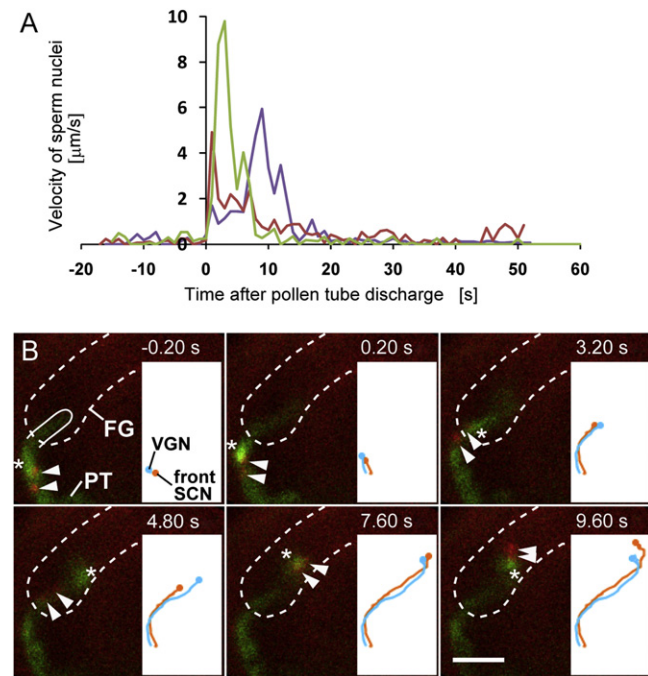 A
Velocity of sperm nuclei
[μm/s]
10
8
6
4
2
0
-20 -10 0 10 20 30 40 50 60
Time after pollen tube discharge [s]
B
-0.20 s
0.20 s
3.20 s
FG
VGN
front
SCN
PT
*
*
*
4.80 s
7.60 s
9.60 s
*
*
*